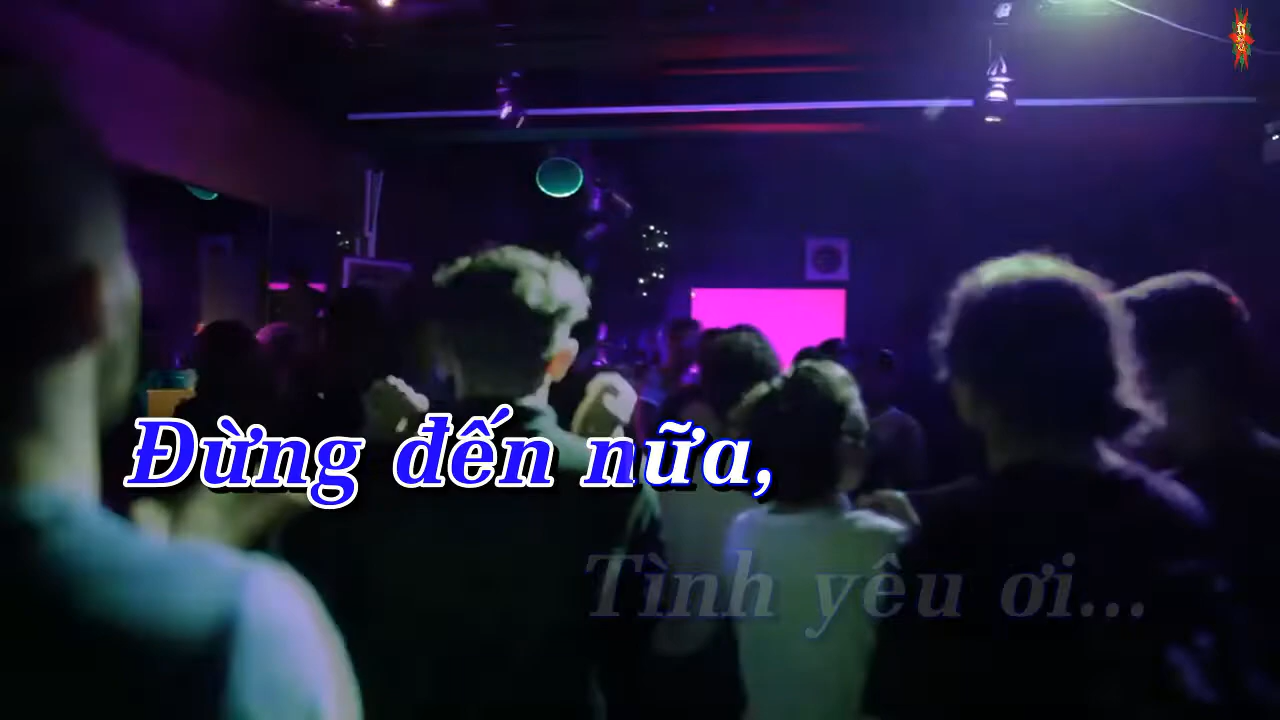 Đừng đến nữa,
Tình yêu ơi...